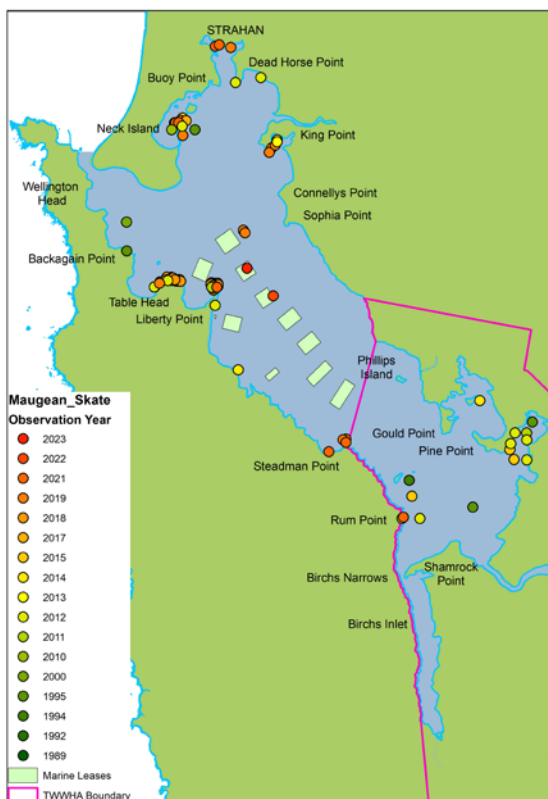 STRAHAN
Dead Horse Point
Buoy Point
Neck Island
King Point
Wellington
Head
Connellys Point
Sophia Point
Backagain Point
Table Head
Liberty Point
Phillips
Island
Gould Point
Pine Point
Steadman Point
Rum Point
Shamrock
Point
Birchs Narrows
Birchs Inlet
Maugean_Skate
Observation Year
2023
2022
2021
2019
2018
2017
2015
2014
2013
2012
2011
2010
2000
1995
1994
1992
1989
Marine Leases
TWWHA Boundary